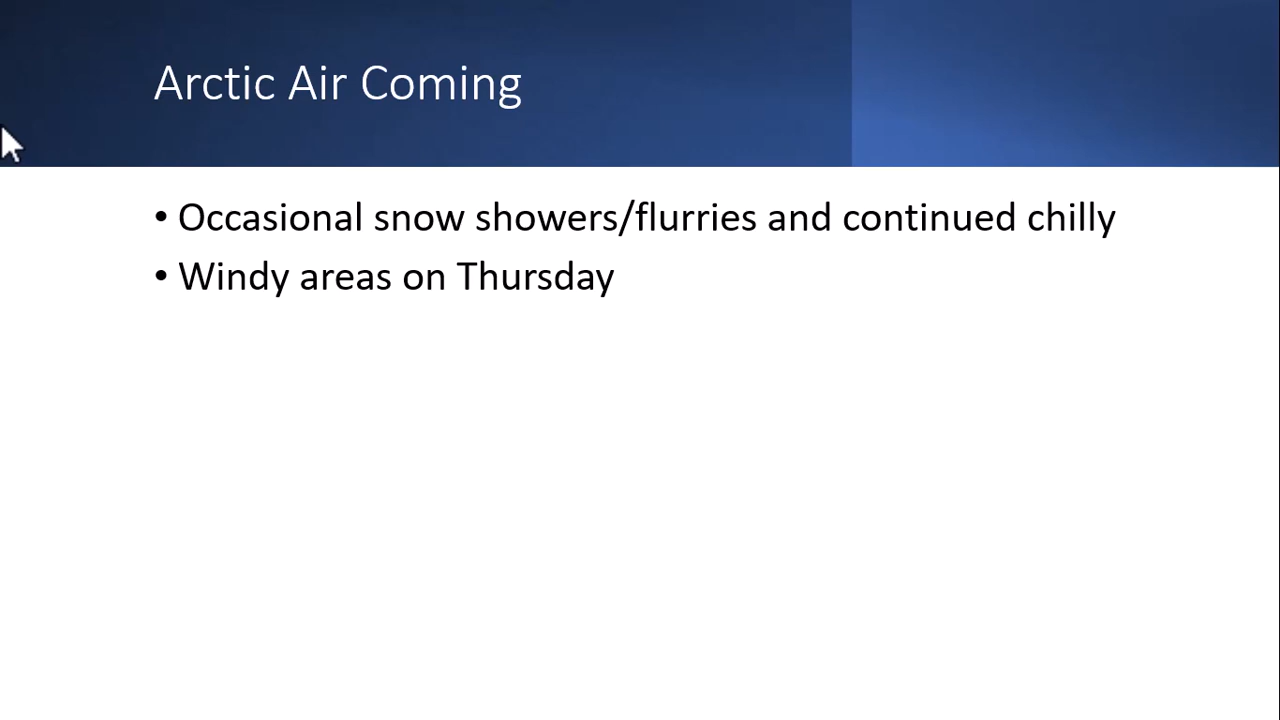 Arctic Air Coming
• Occasional snow showers/flurries and continued chilly
• Windy areas on Thursday